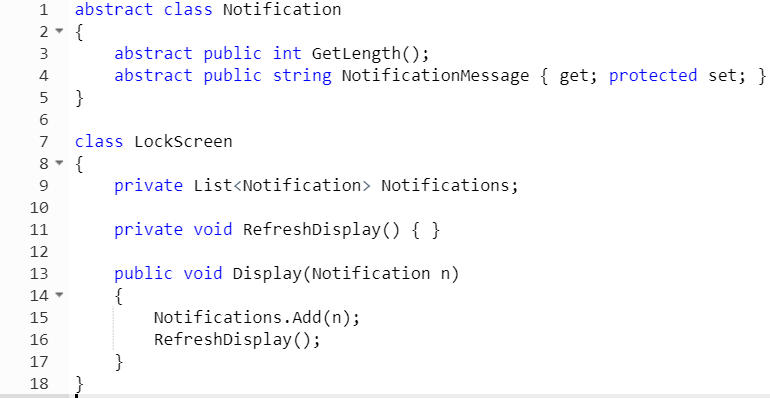 1 abstract class Notification
2 {
3     abstract public int GetLength();
4     abstract public string NotificationMessage { get; protected set; }
5 }
6
7 class LockScreen
8 {
9     private List<Notification> Notifications;
10
11     private void RefreshDisplay() { }
12
13     public void Display(Notification n)
14     {
15         Notifications.Add(n);
16         RefreshDisplay();
17     }
18 }